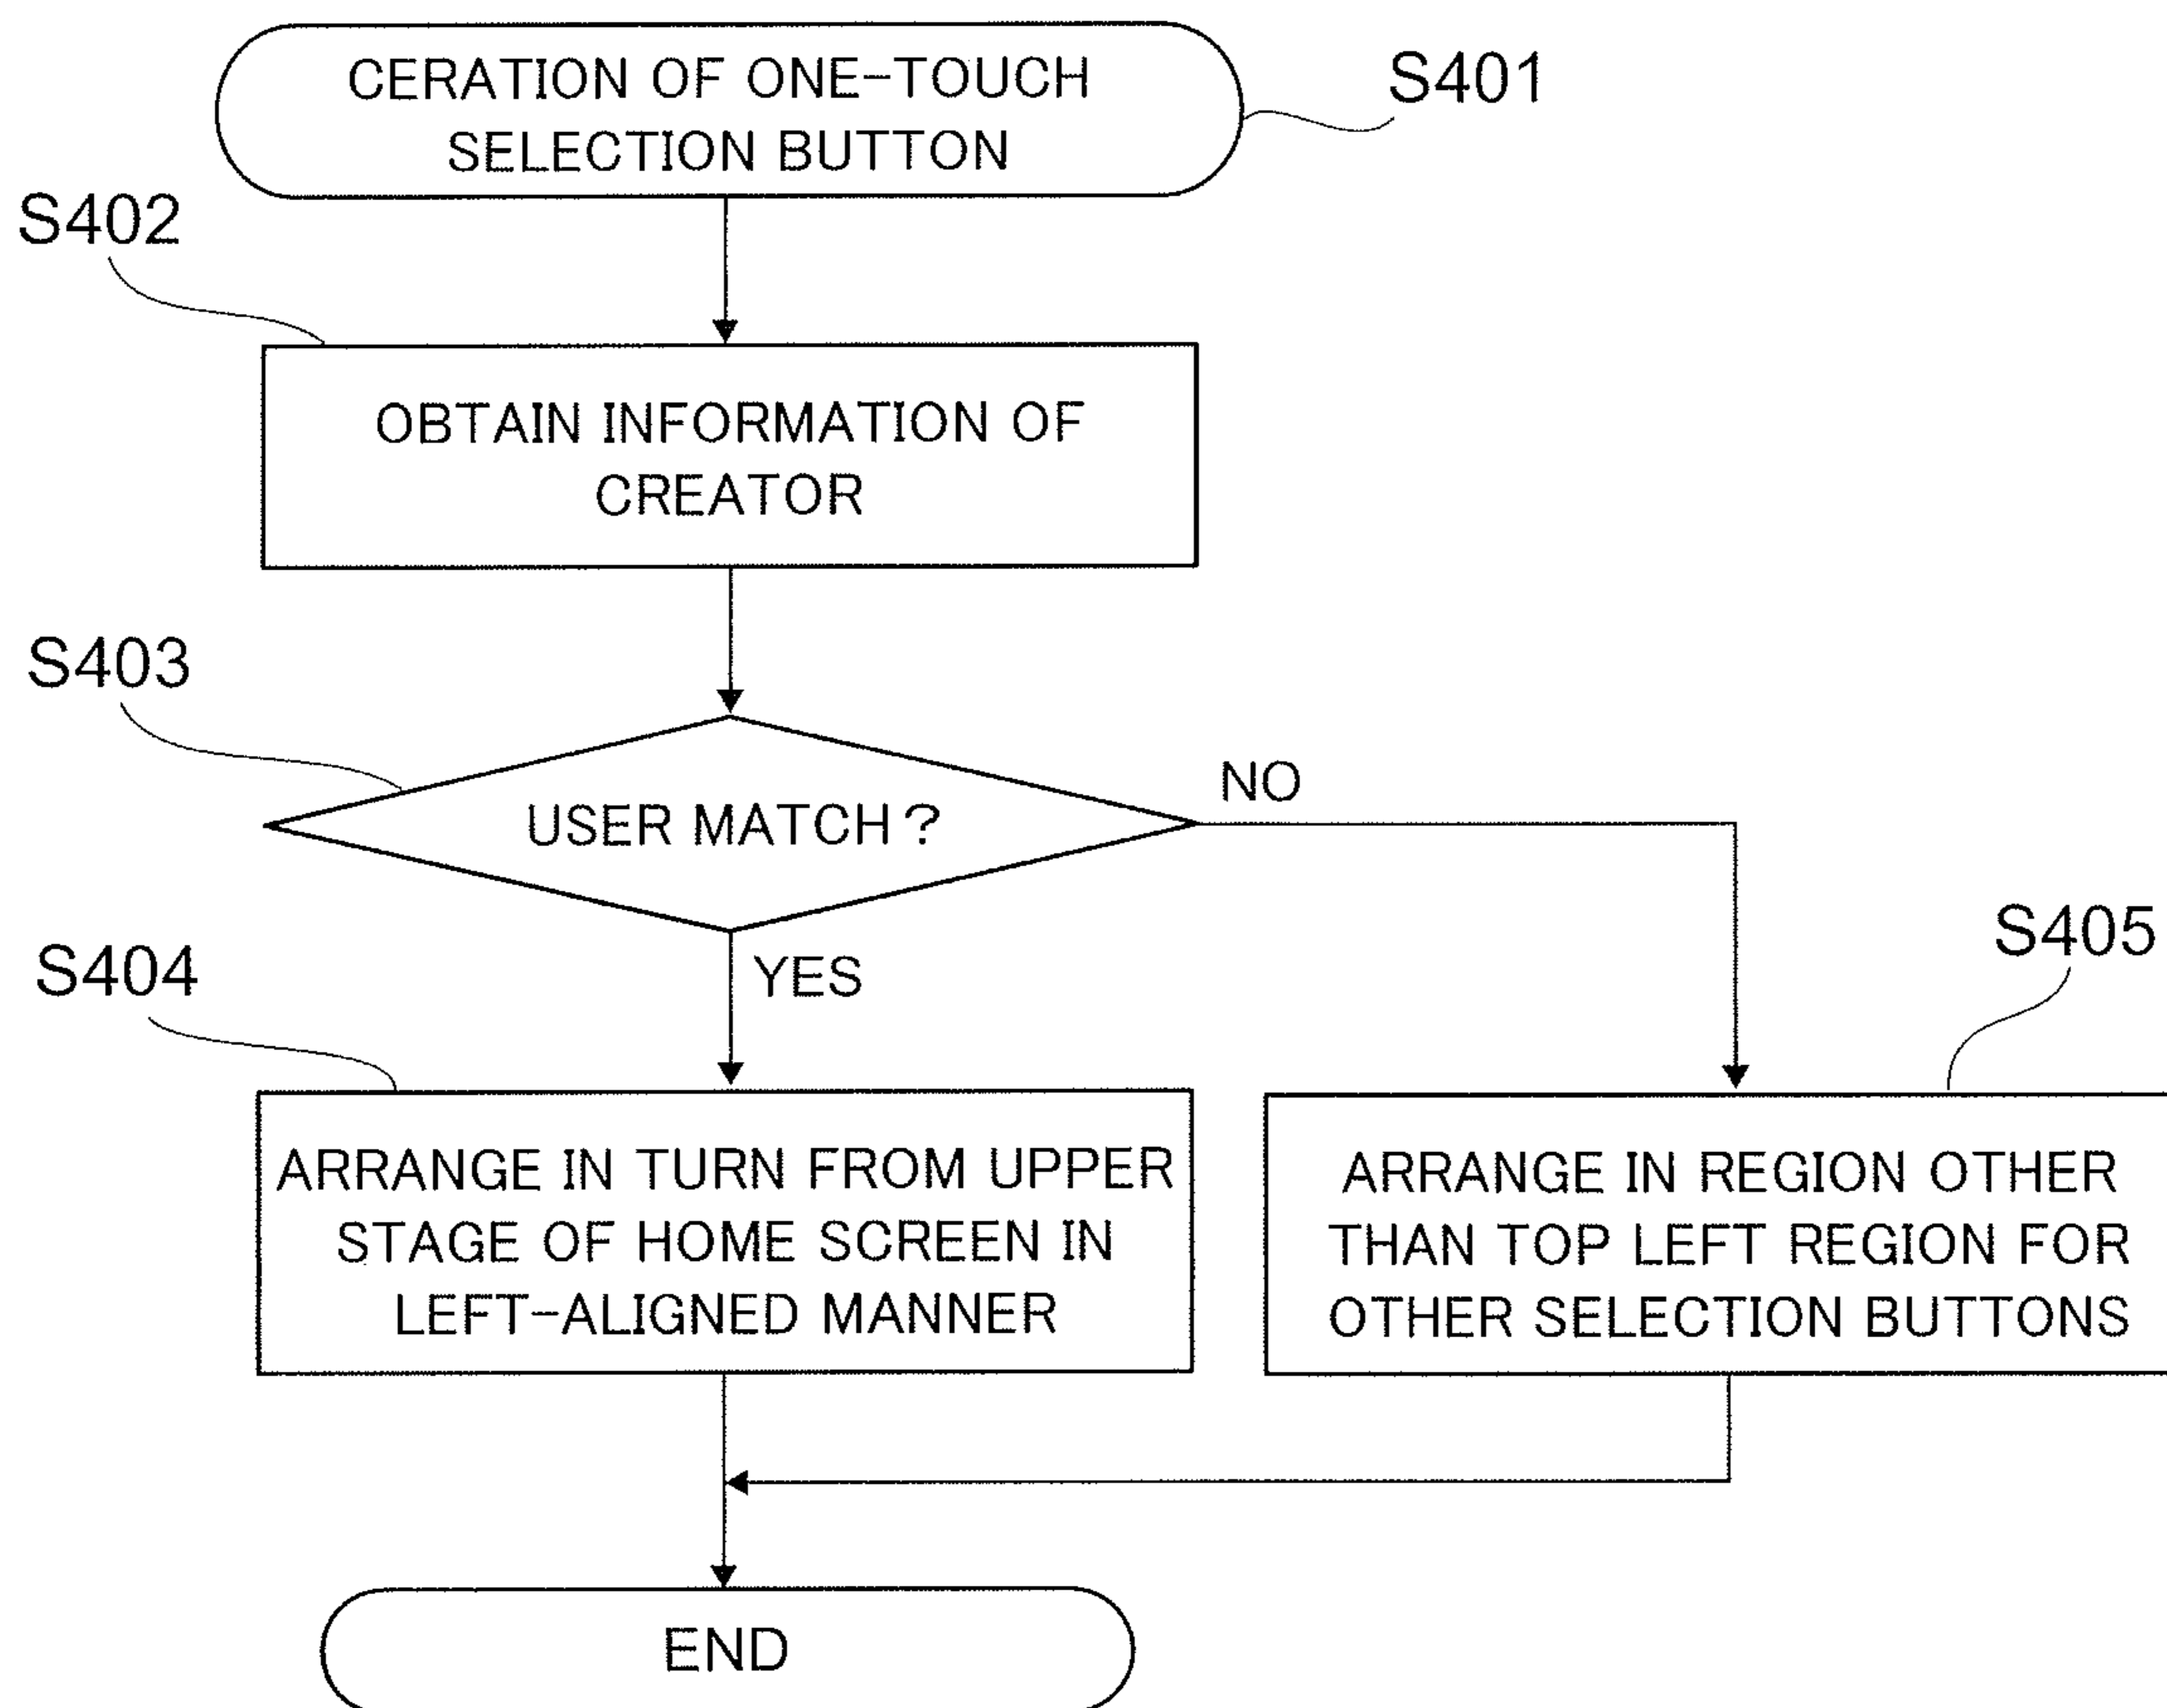 CERATION OF ONE-TOUCH
SELECTION BUTTON
S401
S402
OBTAIN INFORMATION OF
CREATOR
S403
USER MATCH?
NO
YES
S404
S405
ARRANGE IN TURN FROM UPPER
STAGE OF HOME SCREEN IN
LEFT-ALIGNED MANNER
ARRANGE IN REGION OTHER
THAN TOP LEFT REGION FOR
OTHER SELECTION BUTTONS
END